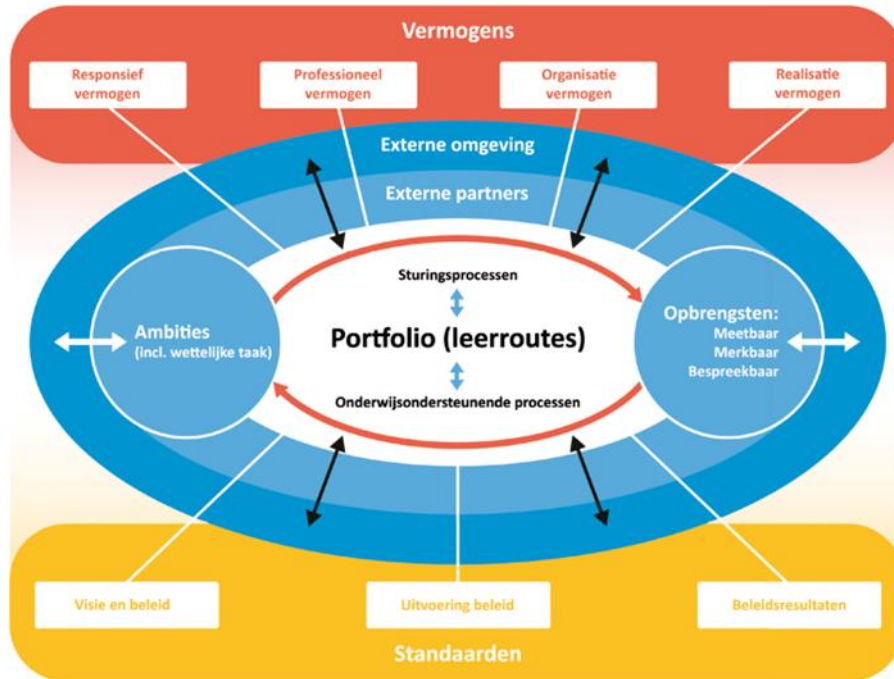 Vermogens
Responsief
vermogen
Professioneel
vermogen
Organisatie
vermogen
Realisatie
vermogen
Externe omgeving
Externe partners
Sturingsprocessen
Ambities
(incl. wettelijke taak)
Portfolio (leerroutes)
Opbrengsten:
Meetbaar
Merkbaar
Bespreekbaar
Onderwijsondersteunende processen
Visie en beleid
Uitvoering beleid
Beleidsresultaten
Standaarden